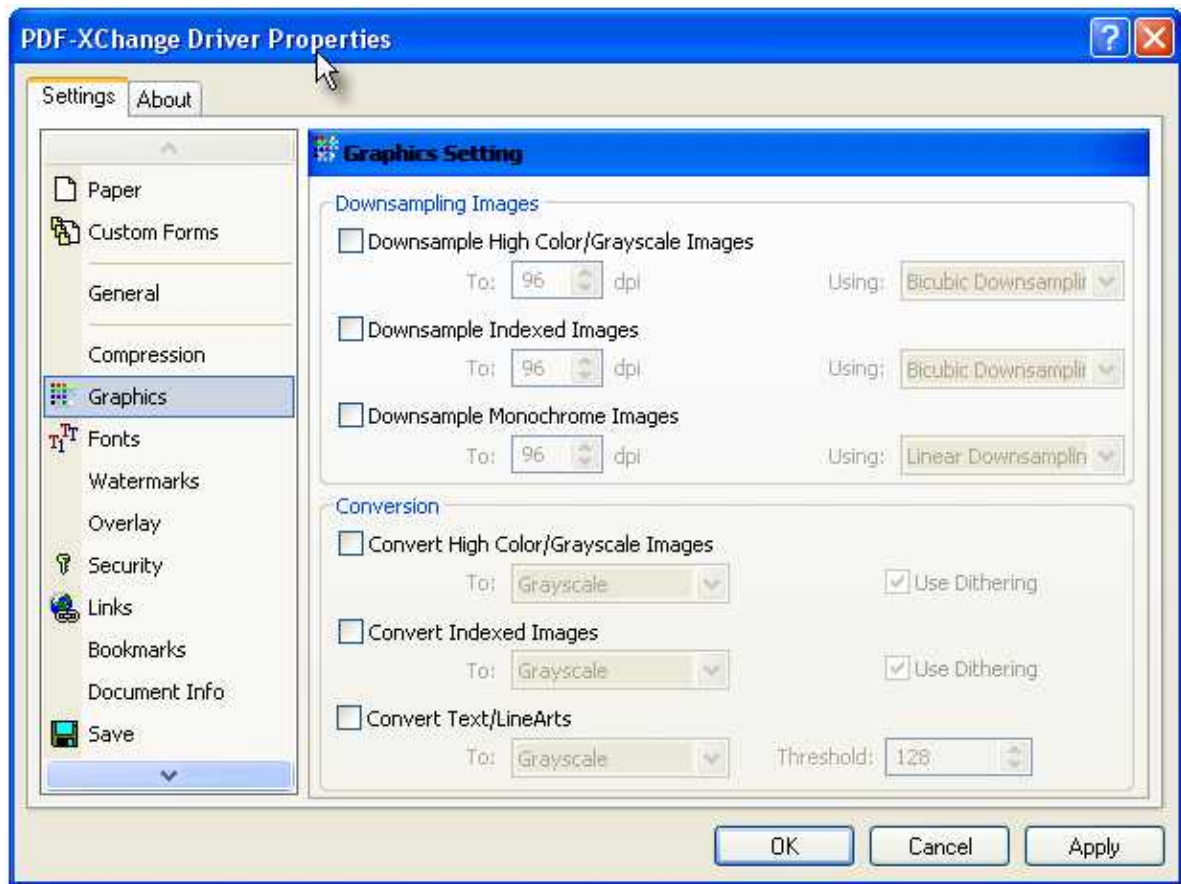 PDF-XChange Driver Properties
Settings About
Paper
Custom Forms
General
Compression
Graphics
Fonts
Watermarks
Overlay
Security
Links
Bookmarks
Document Info
Save
Graphics Setting
Downsampling Images
Downsample High Color/Grayscale Images
To: 96 dpi Using: Bicubic Downsamplir
Downsample Indexed Images
To: 96 dpi Using: Bicubic Downsamplir
Downsample Monochrome Images
To: 96 dpi Using: Linear Downsamplin
Conversion
Convert High Color/Grayscale Images
To: Grayscale Use Dithering
Convert Indexed Images
To: Grayscale Use Dithering
Convert Text/LineArts
To: Grayscale Threshold: 128
OK Cancel Apply